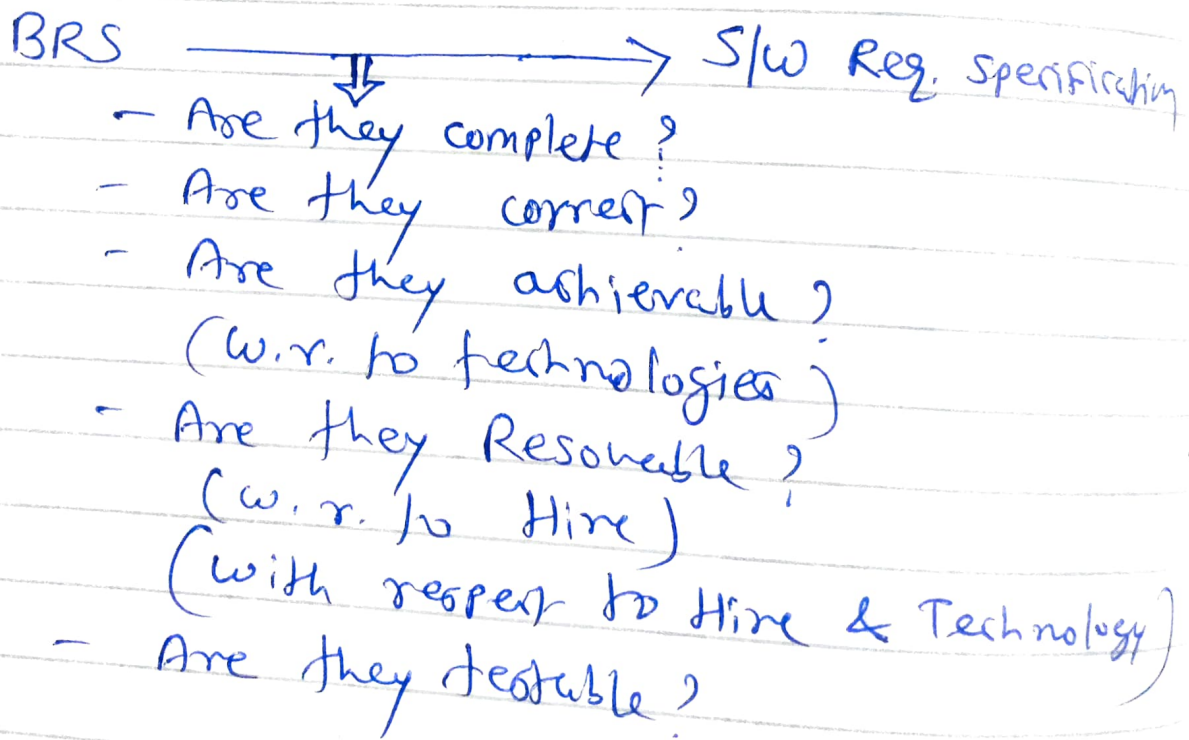 BRS → S/W Req. Specification
- Are they complete?
- Are they correct?
- Are they achievable?
(w.r. to technologies)
- Are they Resoneable?
(w.r. to Hire)
(with respect to Hire & Technology)
- Are they testable?